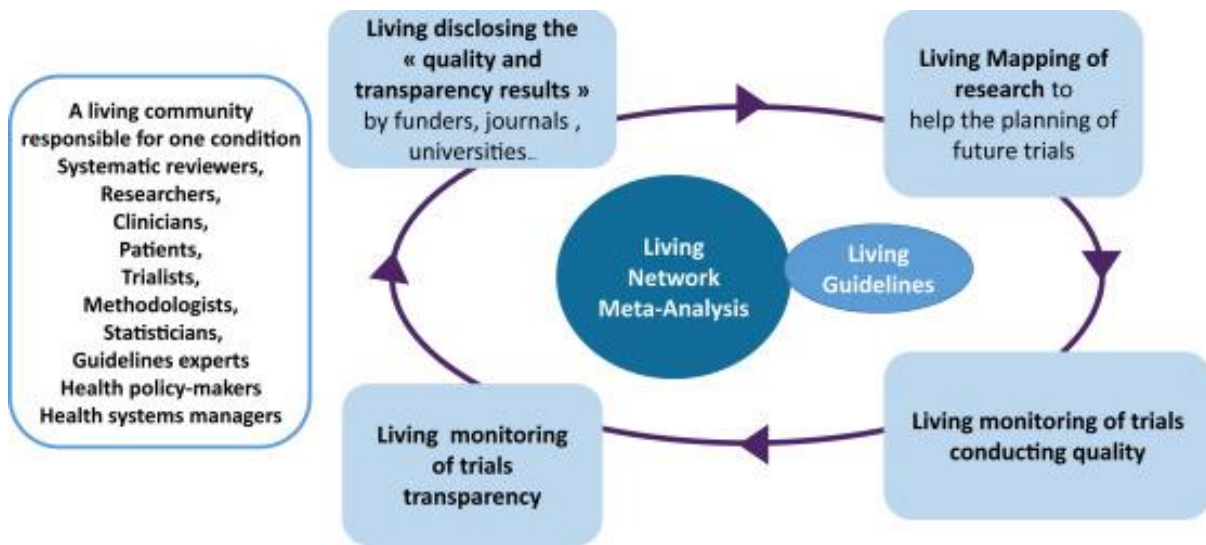 A living community
responsible for one condition
Systematic reviewers,
Researchers,
Clinicians,
Patients,
Trialists,
Methodologists,
Statisticians,
Guidelines experts
Health policy-makers
Health systems managers
Living disclosing the
« quality and
transparency results »
by funders, journals ,
universities..
Living Mapping of
research to
help the planning of
future trials
Living
Network
Meta-Analysis
Living
Guidelines
Living monitoring
of trials
transparency
Living monitoring of trials
conducting quality